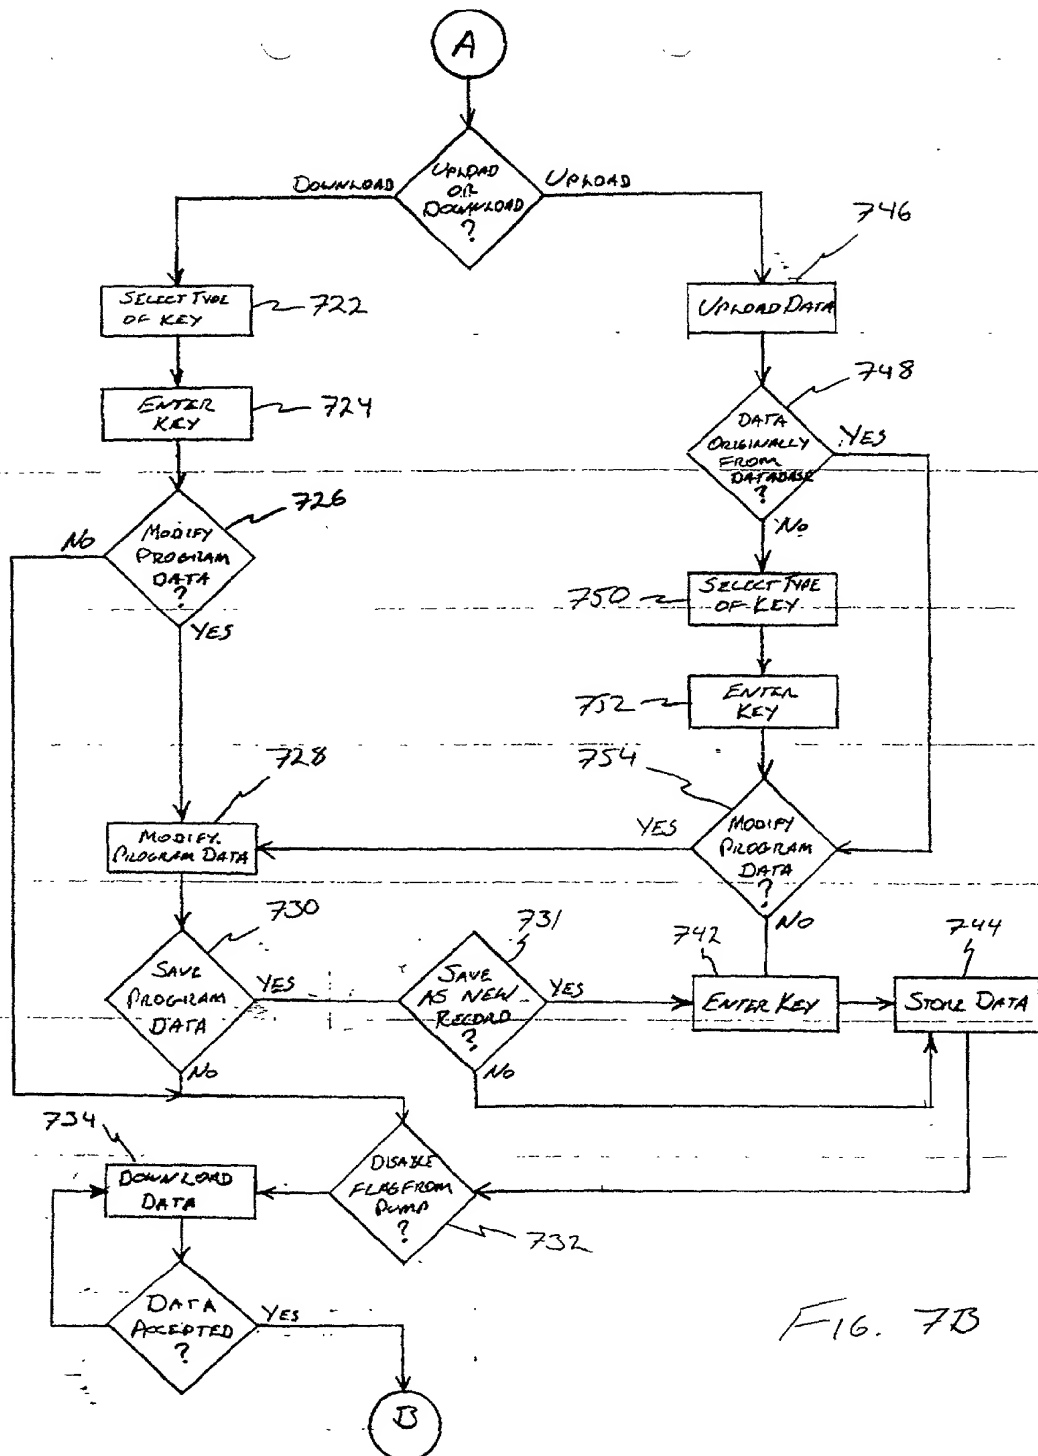 A
UPLOAD
OR
DOWNLOAD
?
DOWNLOAD
UPLOAD
746
SELECT TYPE
OF KEY
722
UPLOAD DATA
748
ENTER
KEY
724
DATA
ORIGINALLY
FROM
DATABASE
?
YES
NO
726
MODIFY
PROGRAM
DATA
?
NO
YES
750
SELECT TYPE
OF KEY
752
ENTER
KEY
728
754
MODIFY
PROGRAM DATA
YES
MODIFY
PROGRAM
DATA
?
NO
730
731
742
744
SAVE
PROGRAM
DATA
YES
NO
SAVE
AS NEW
RECORD
?
YES
NO
ENTER KEY
STORE DATA
734
DOWNLOAD
DATA
DISABLE
FLAG FROM
PUMP
?
732
DATA
ACCEPTED
?
YES
B
FIG. 7B